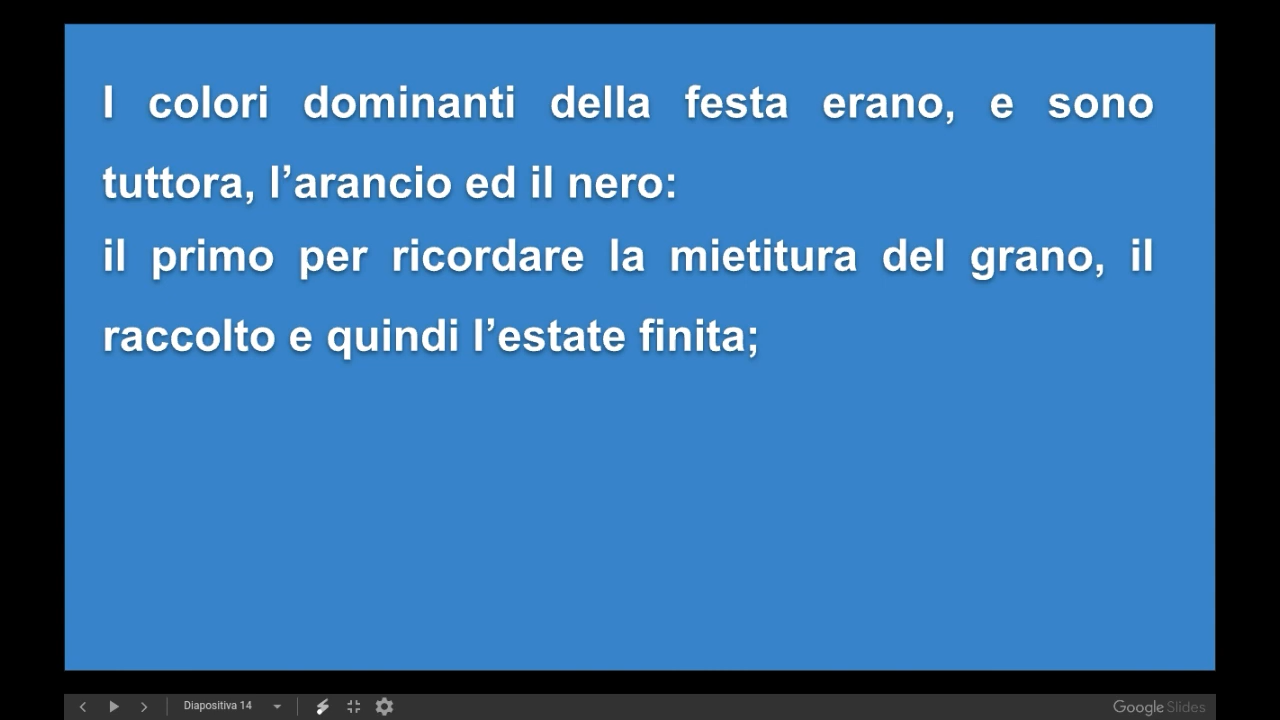 I colori dominanti della festa erano, e sono
tuttora, l’arancio ed il nero:
il primo per ricordare la mietitura del grano, il
raccolto e quindi l’estate finita;
Diapositiva 14
Google Slides